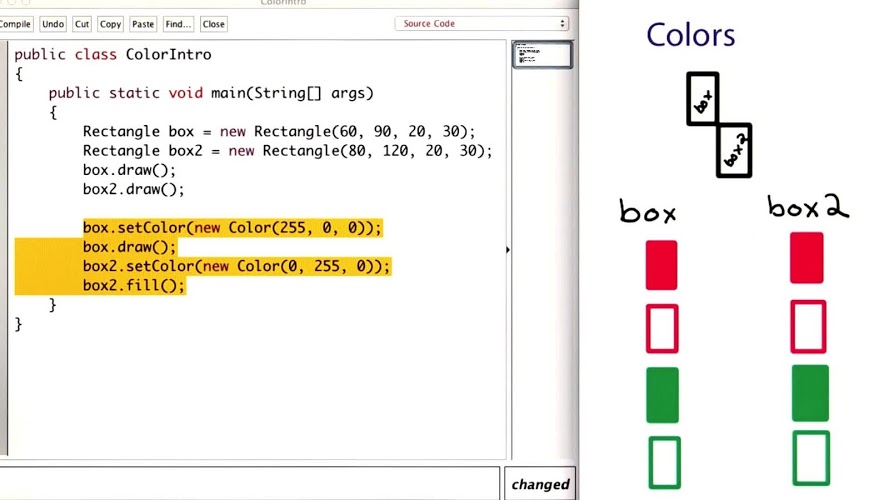 ColorIntro
Compile Undo Cut Copy Paste Find... Close Source Code
public class ColorIntro
{
public static void main(String[] args)
{
Rectangle box = new Rectangle(60, 90, 20, 30);
Rectangle box2 = new Rectangle(80, 120, 20, 30);
box.draw();
box2.draw();
box.setColor(new Color(255, 0, 0));
box.draw();
box2.setColor(new Color(0, 255, 0));
box2.fill();
}
}
changed
Colors
box
box2
box box2